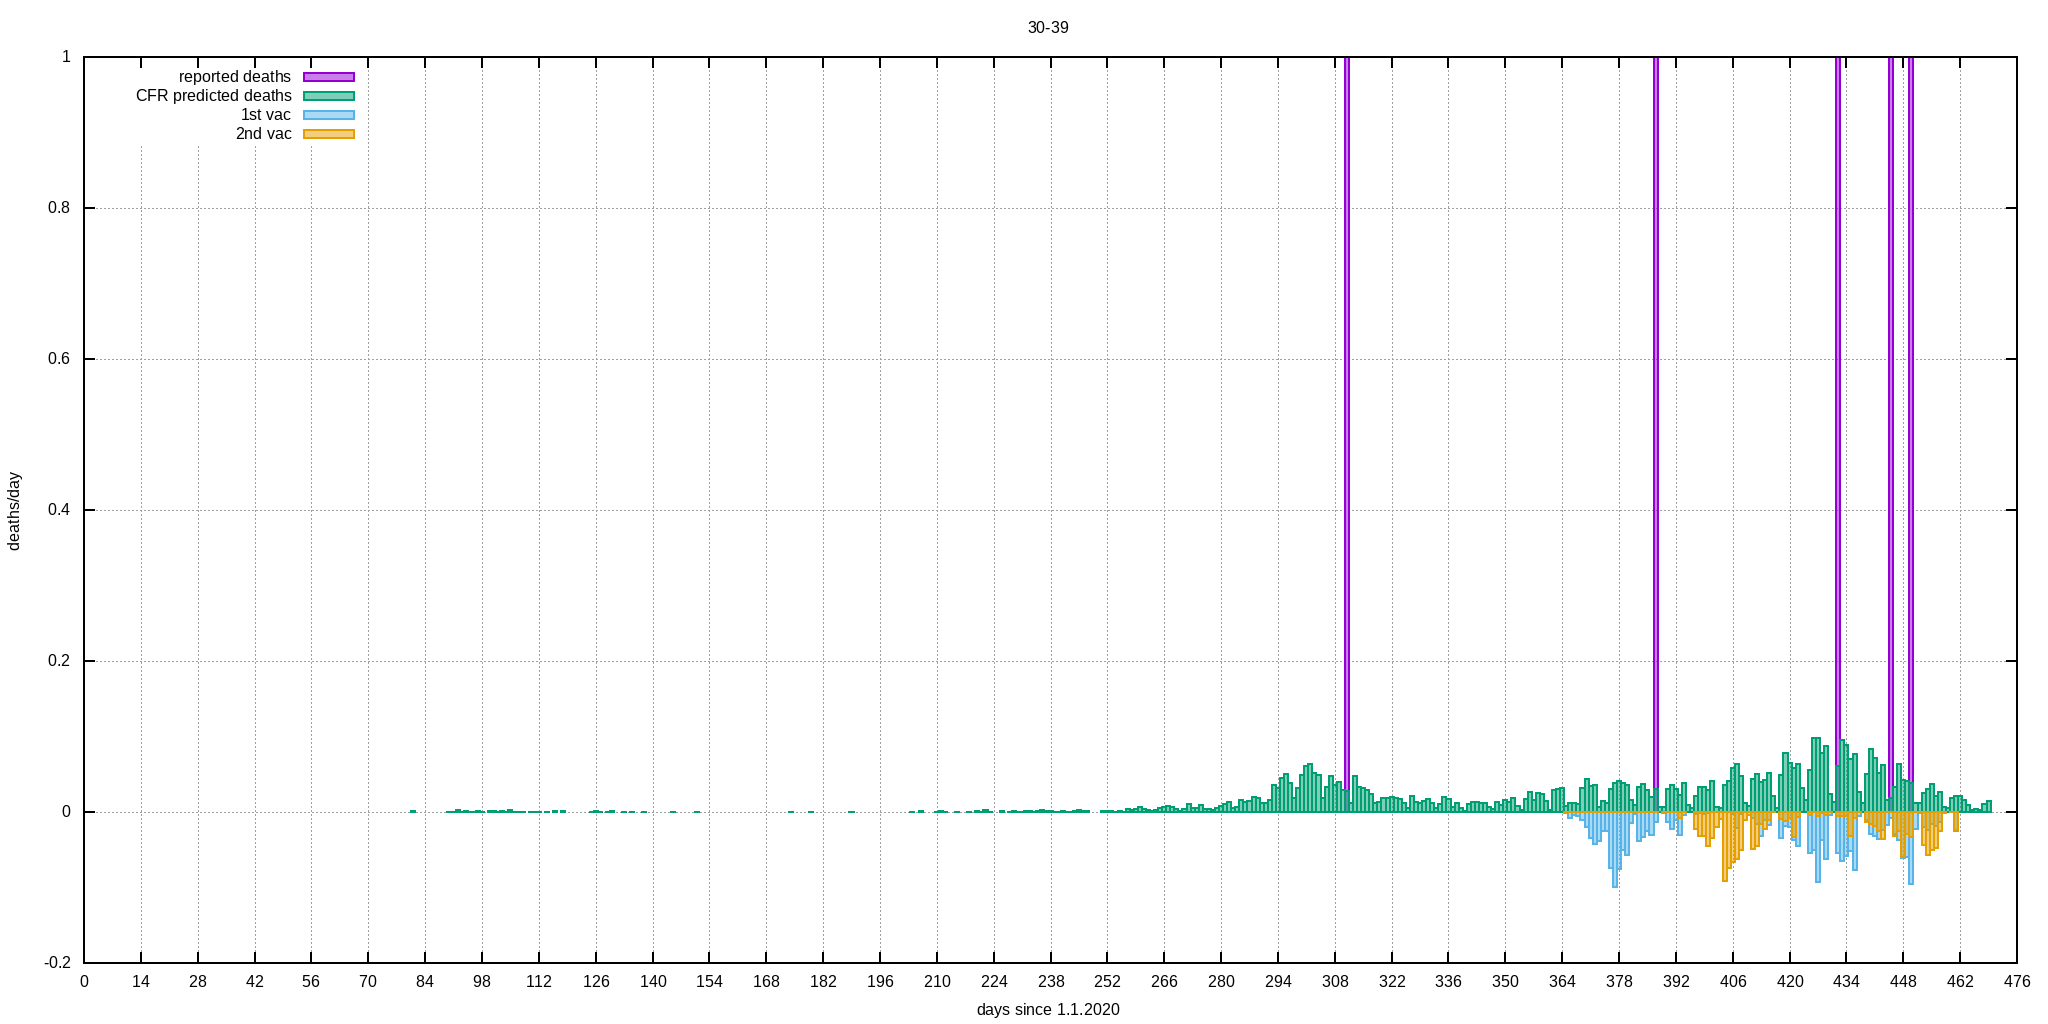 30-39
reported deaths
CFR predicted deaths
1st vac
2nd vac
1
0.8
0.6
0.4
0.2
0
-0.2
deaths/day
0 14 28 42 56 70 84 98 112 126 140 154 168 182 196 210 224 238 252 266 280 294 308 322 336 350 364 378 392 406 420 434 448 462 476
days since 1.1.2020